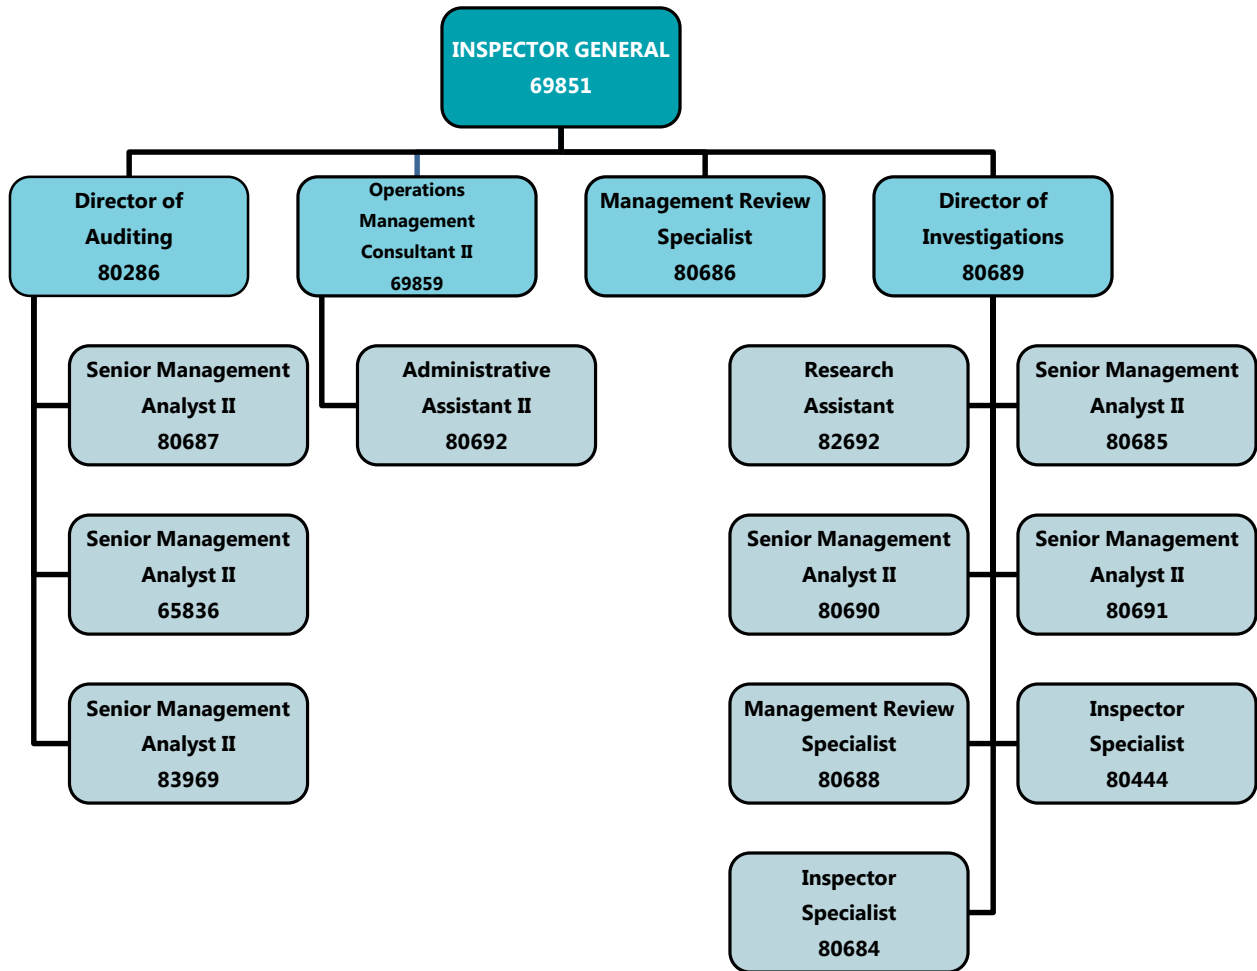 INSPECTOR GENERAL
69851
Director of
Auditing
80286
Operations
Management
Consultant II
69859
Management Review
Specialist
80686
Director of
Investigations
80689
Senior Management
Analyst II
80687
Administrative
Assistant II
80692
Research
Assistant
82692
Senior Management
Analyst II
80685
Senior Management
Analyst II
65836
Senior Management
Analyst II
80690
Senior Management
Analyst II
80691
Senior Management
Analyst II
83969
Management Review
Specialist
80688
Inspector
Specialist
80444
Inspector
Specialist
80684